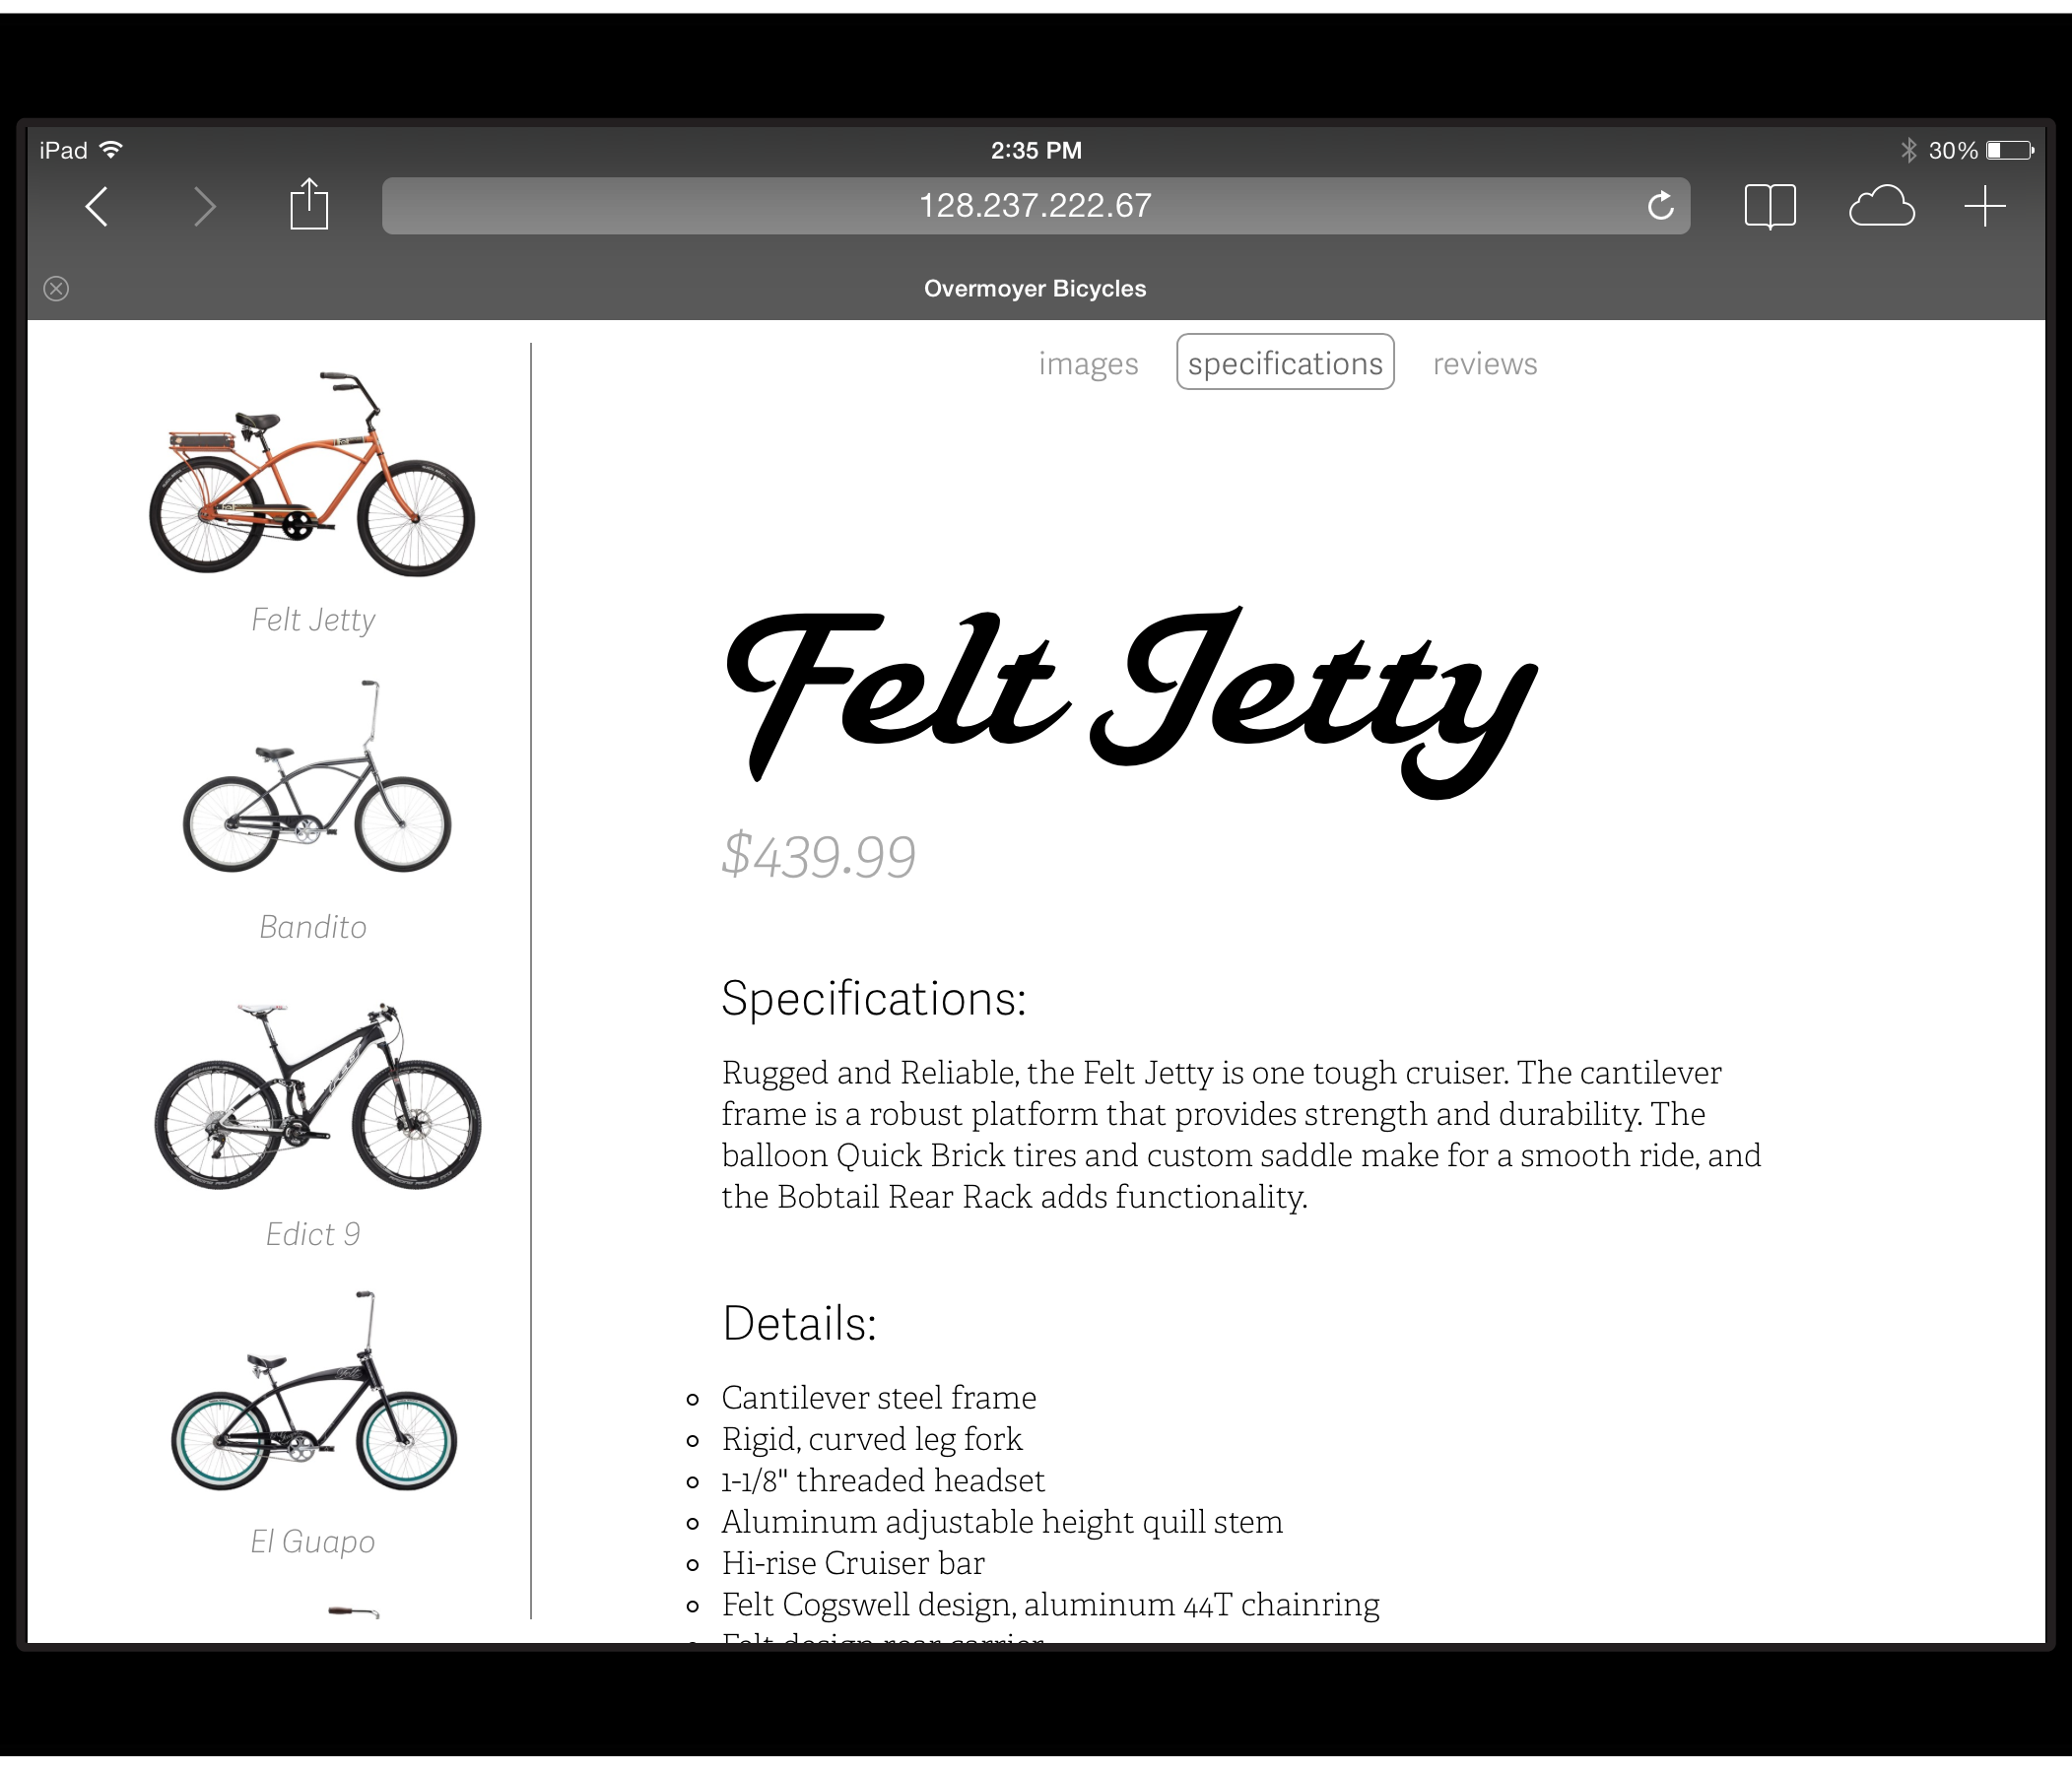 iPad
2:35 PM
30%
128.237.222.67
Overmoyer Bicycles
images
specifications
reviews
Felt Jetty
Bandito
Edict 9
El Guapo
Felt Jetty
$439.99
Specifications:
Rugged and Reliable, the Felt Jetty is one tough cruiser. The cantilever
frame is a robust platform that provides strength and durability. The
balloon Quick Brick tires and custom saddle make for a smooth ride, and
the Bobtail Rear Rack adds functionality.
Details:
Cantilever steel frame
Rigid, curved leg fork
1-1/8" threaded headset
Aluminum adjustable height quill stem
Hi-rise Cruiser bar
Felt Cogswell design, aluminum 44T chainring
Felt design rear carrier